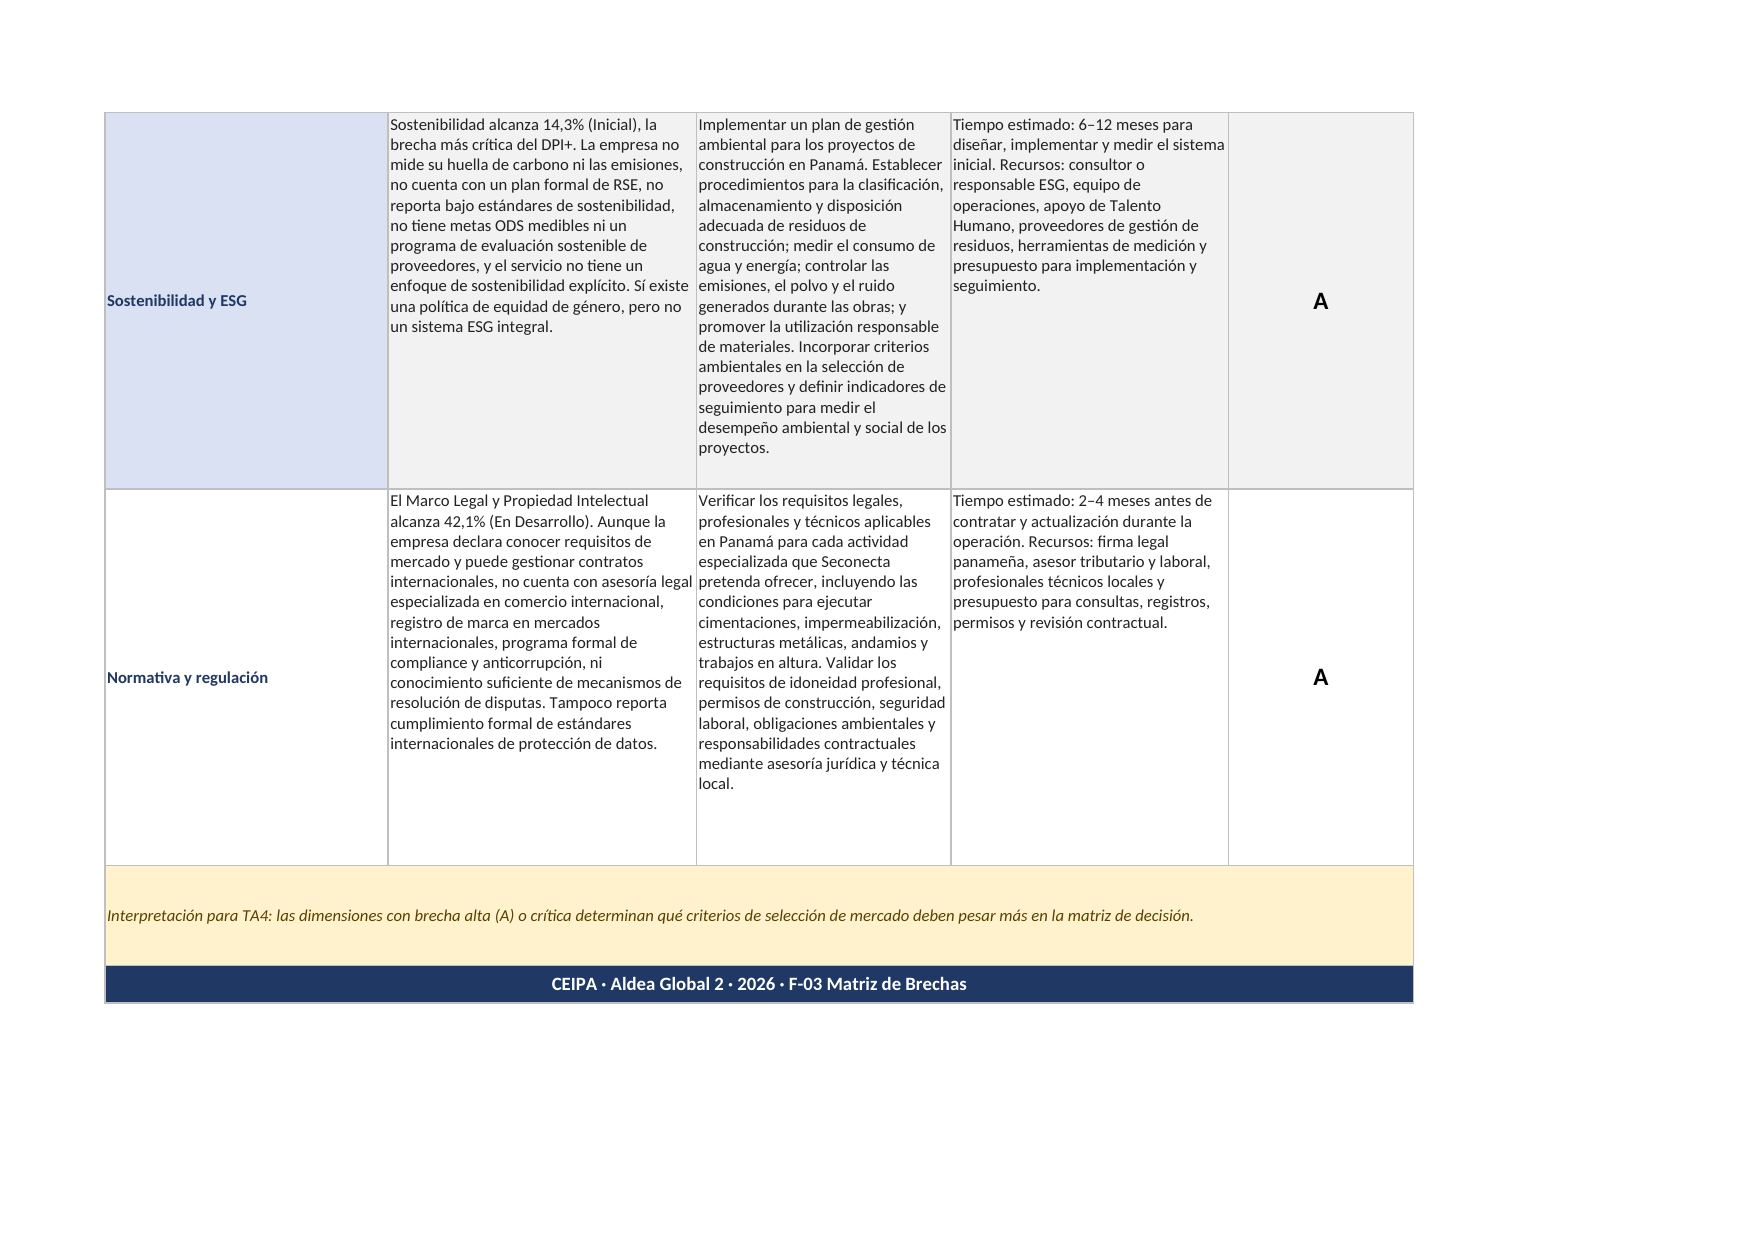 Sostenibilidad y ESG
Sostenibilidad alcanza 14,3% (Inicial), la
brecha más crítica del DPI+. La empresa no
mide su huella de carbono ni las emisiones,
no cuenta con un plan formal de RSE, no
reporta bajo estándares de sostenibilidad,
no tiene metas ODS medibles ni un
programa de evaluación sostenible de
proveedores, y el servicio no tiene un
enfoque de sostenibilidad explícito. Sí existe
una política de equidad de género, pero no
un sistema ESG integral.
Implementar un plan de gestión
ambiental para los proyectos de
construcción en Panamá. Establecer
procedimientos para la clasificación,
almacenamiento y disposición
adecuada de residuos de
construcción; medir el consumo de
agua y energía; controlar las
emisiones, el polvo y el ruido
generados durante las obras; y
promover la utilización responsable
de materiales. Incorporar criterios
ambientales en la selección de
proveedores y definir indicadores de
seguimiento para medir el
desempeño ambiental y social de los
proyectos.
Tiempo estimado: 6–12 meses para
diseñar, implementar y medir el sistema
inicial. Recursos: consultor o
responsable ESG, equipo de
operaciones, apoyo de Talento
Humano, proveedores de gestión de
residuos, herramientas de medición y
presupuesto para implementación y
seguimiento.
A
Normativa y regulación
El Marco Legal y Propiedad Intelectual
alcanza 42,1% (En Desarrollo). Aunque la
empresa declara conocer requisitos de
mercado y puede gestionar contratos
internacionales, no cuenta con asesoría legal
especializada en comercio internacional,
registro de marca en mercados
internacionales, programa formal de
compliance y anticorrupción, ni
conocimiento suficiente de mecanismos de
resolución de disputas. Tampoco reporta
cumplimiento formal de estándares
internacionales de protección de datos.
Verificar los requisitos legales,
profesionales y técnicos aplicables
en Panamá para cada actividad
especializada que Seconecta
pretenda ofrecer, incluyendo las
condiciones para ejecutar
cimentaciones, impermeabilización,
estructuras metálicas, andamios y
trabajos en altura. Validar los
requisitos de idoneidad profesional,
permisos de construcción, seguridad
laboral, obligaciones ambientales y
responsabilidades contractuales
mediante asesoría jurídica y técnica
local.
Tiempo estimado: 2–4 meses antes de
contratar y actualización durante la
operación. Recursos: firma legal
panameña, asesor tributario y laboral,
profesionales técnicos locales y
presupuesto para consultas, registros,
permisos y revisión contractual.
A
Interpretación para TA4: las dimensiones con brecha alta (A) o crítica determinan qué criterios de selección de mercado deben pesar más en la matriz de decisión.
CEIPA · Aldea Global 2 · 2026 · F-03 Matriz de Brechas